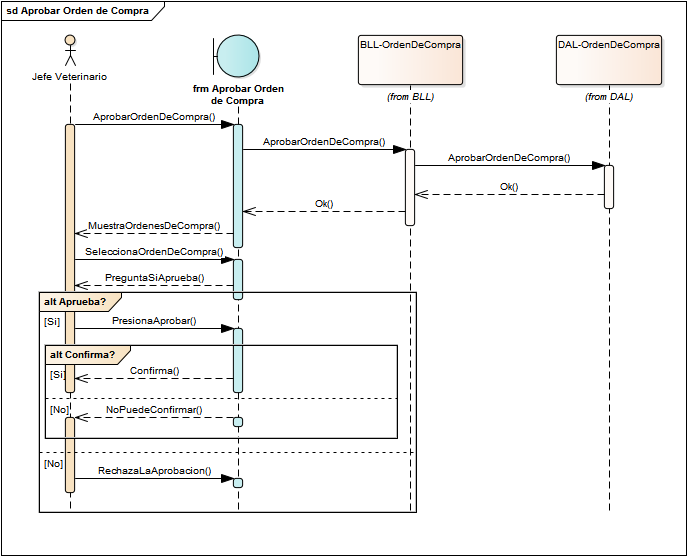 sd Aprobar Orden de Compra
Jefe Veterinario
frm Aprobar Orden
de Compra
BLL-OrdenDeCompra
(from BLL)
DAL-OrdenDeCompra
(from DAL)
AprobarOrdenDeCompra()
AprobarOrdenDeCompra()
AprobarOrdenDeCompra()
Ok()
Ok()
MuestraOrdenesDeCompra()
SeleccionaOrdenDeCompra()
PreguntaSiAprueba()
alt Aprueba?
[Si]
PresionaAprobar()
alt Confirma?
[Si]
Confirma()
[No]
NoPuedeConfirmar()
[No]
RechazaLaAprobacion()